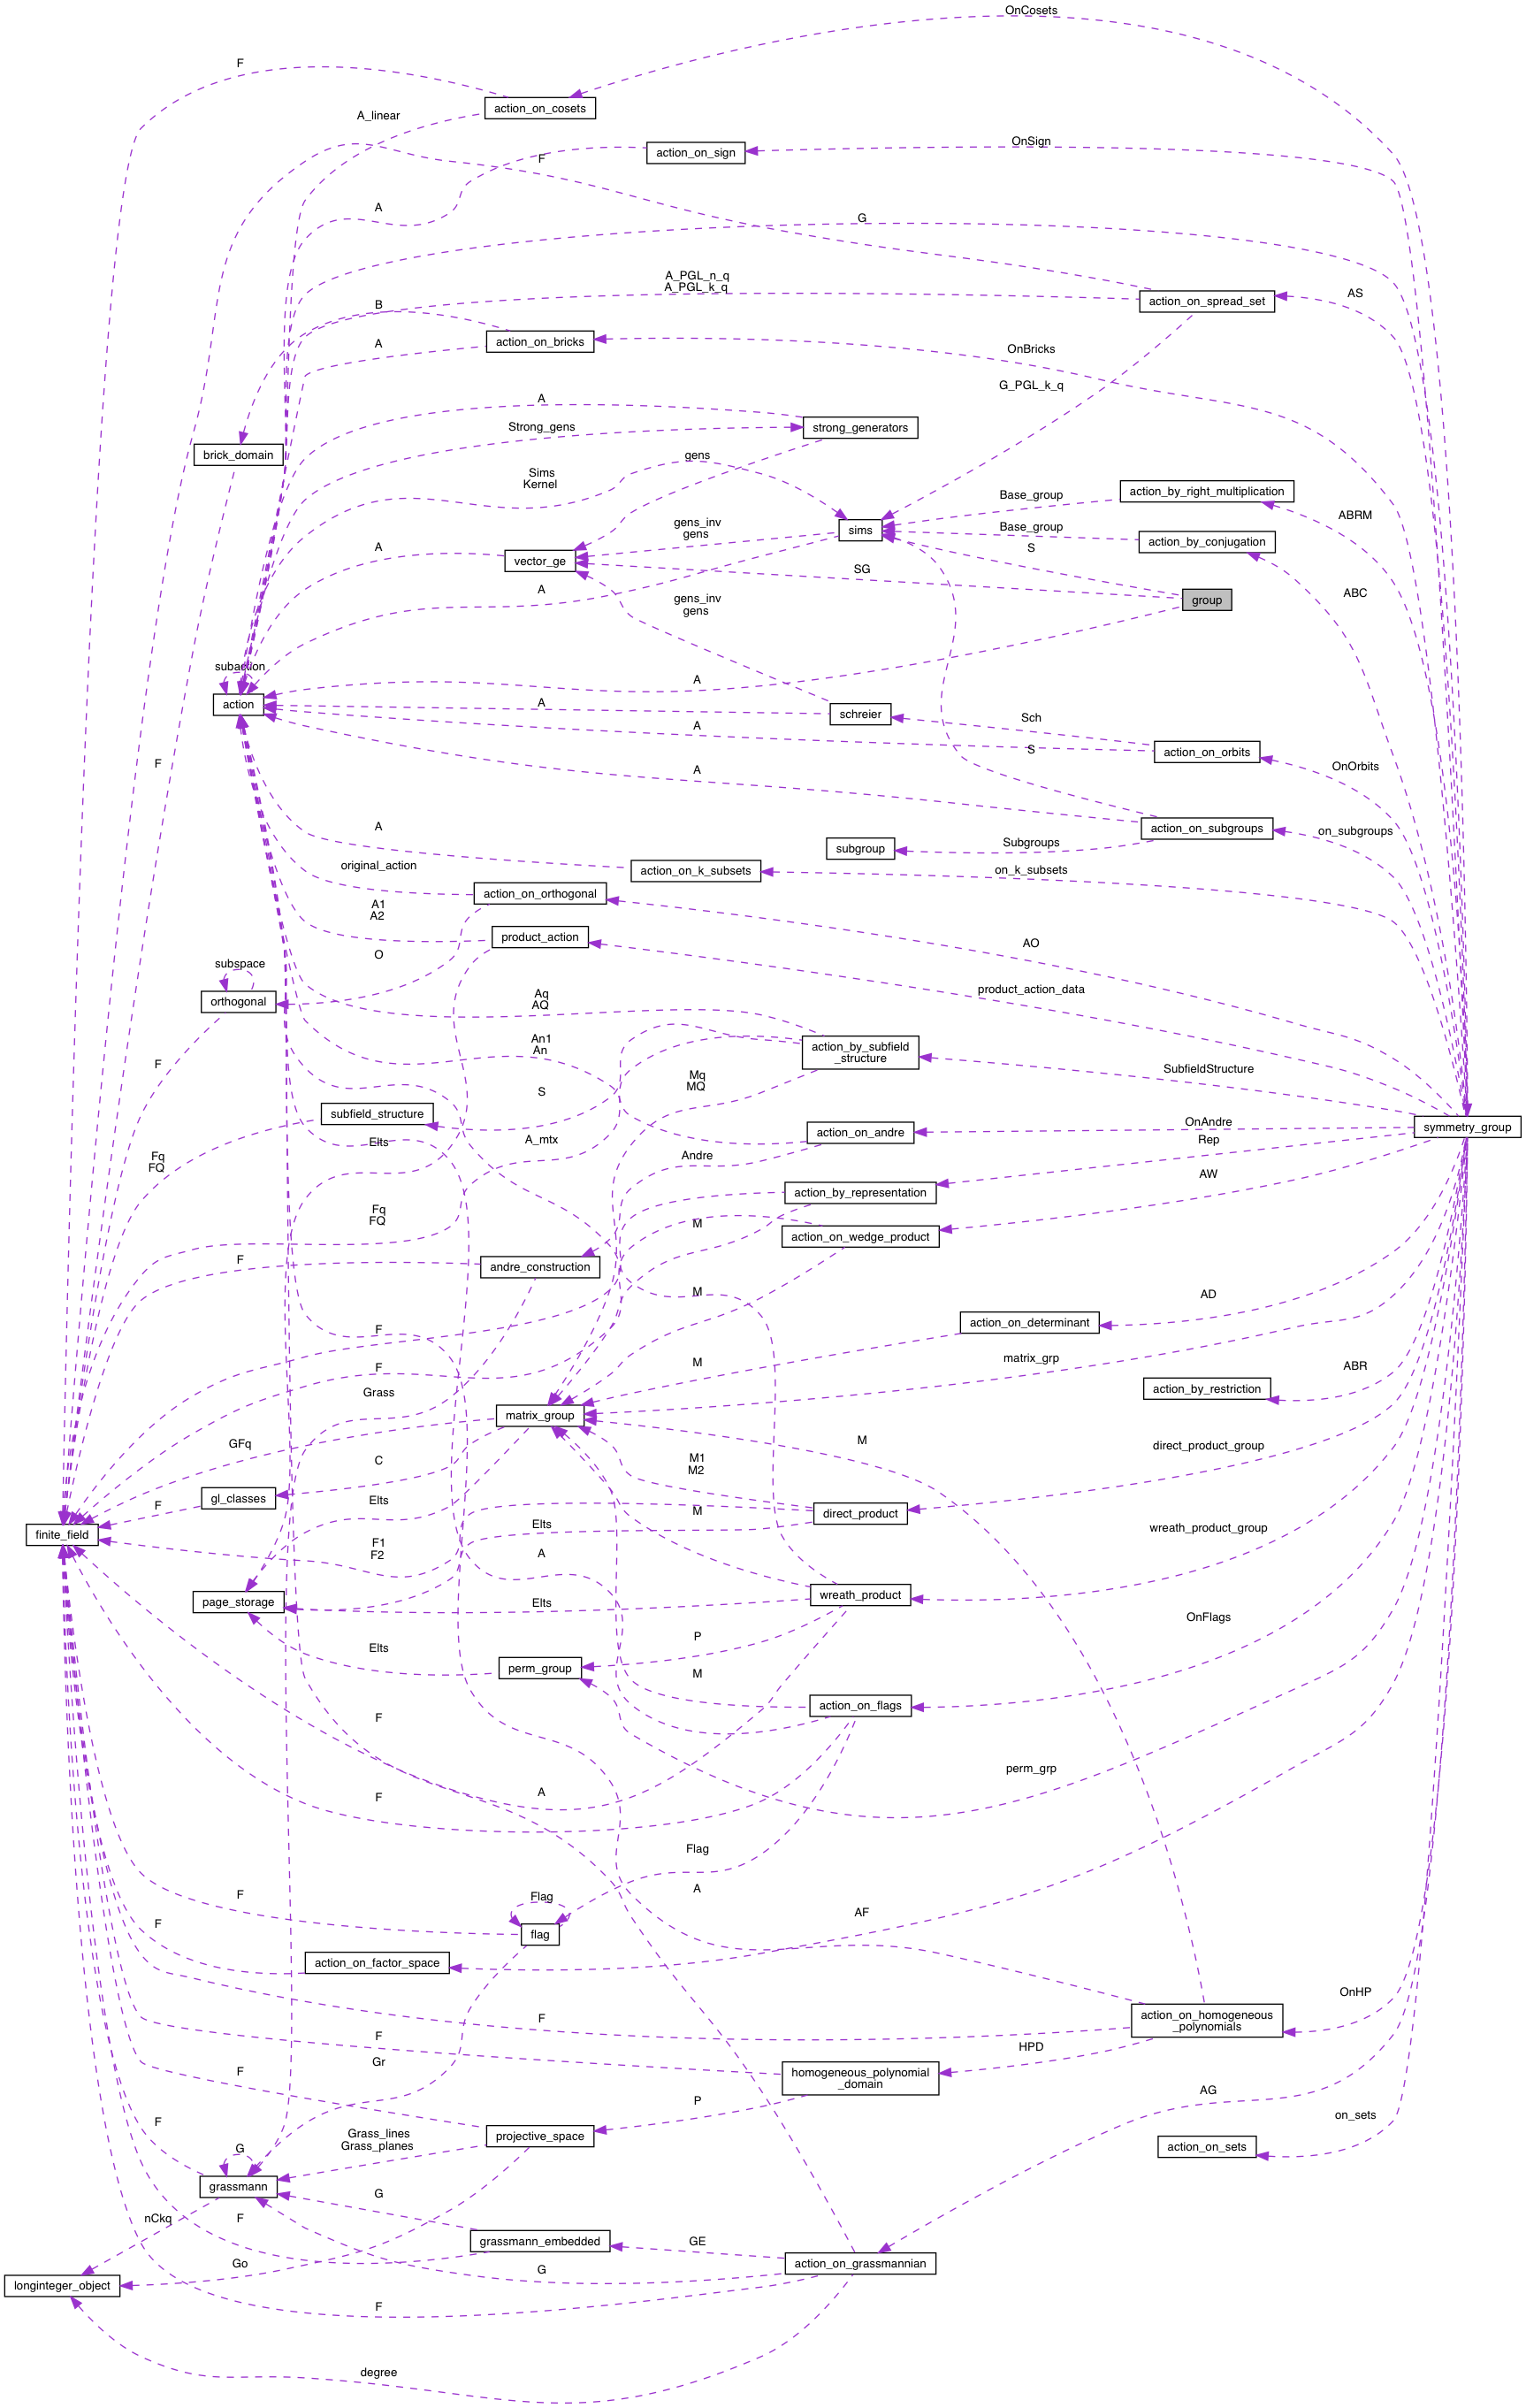 OnCosets
F
action_on_cosets
A_linear
OnSign
F
action_on_sign
A
G
A_PGL_n_q
A_PGL_k_q
AS
action_on_spread_set
B
action_on_bricks
A
OnBricks
G_PGL_k_q
A
Strong_gens
strong_generators
brick_domain
gens
Sims
Kernel
action_by_right_multiplication
Base_group
ABRM
gens_inv
gens
sims
Base_group
action_by_conjugation
S
A
vector_ge
SG
ABC
A
gens_inv
gens
group
subaction
A
action
A
schreier
Sch
A
S
action_on_orbits
F
OnOrbits
A
A
action_on_subgroups
on_subgroups
subgroup
Subgroups
original_action
action_on_k_subsets
on_k_subsets
action_on_orthogonal
A1
A2
product_action
AO
O
subspace
product_action_data
Aq
AQ
orthogonal
An1
An
action_by_subfield
_structure
F
Mq
MQ
SubfieldStructure
S
subfield_structure
OnAndre
symmetry_group
Elts
A_mtx
action_on_andre
Rep
Fq
FQ
Andre
AW
action_by_representation
Fq
FQ
M
action_on_wedge_product
F
andre_construction
M
AD
F
action_on_determinant
M
matrix_grp
F
ABR
Grass
action_by_restriction
matrix_group
GFq
M
direct_product_group
C
M1
M2
gl_classes
Elts
F
direct_product
M
finite_field
F1
F2
Elts
wreath_product_group
A
page_storage
Elts
wreath_product
OnFlags
P
Elts
perm_group
M
action_on_flags
F
perm_grp
A
F
Flag
A
F
Flag
AF
F
flag
action_on_factor_space
OnHP
action_on_homogeneous
_polynomials
F
F
HPD
F
Gr
homogeneous_polynomial
_domain
AG
P
F
Grass_lines
Grass_planes
projective_space
on_sets
G
action_on_sets
grassmann
G
nCkq
F
grassmann_embedded
GE
Go
G
action_on_grassmannian
longinteger_object
F
degree